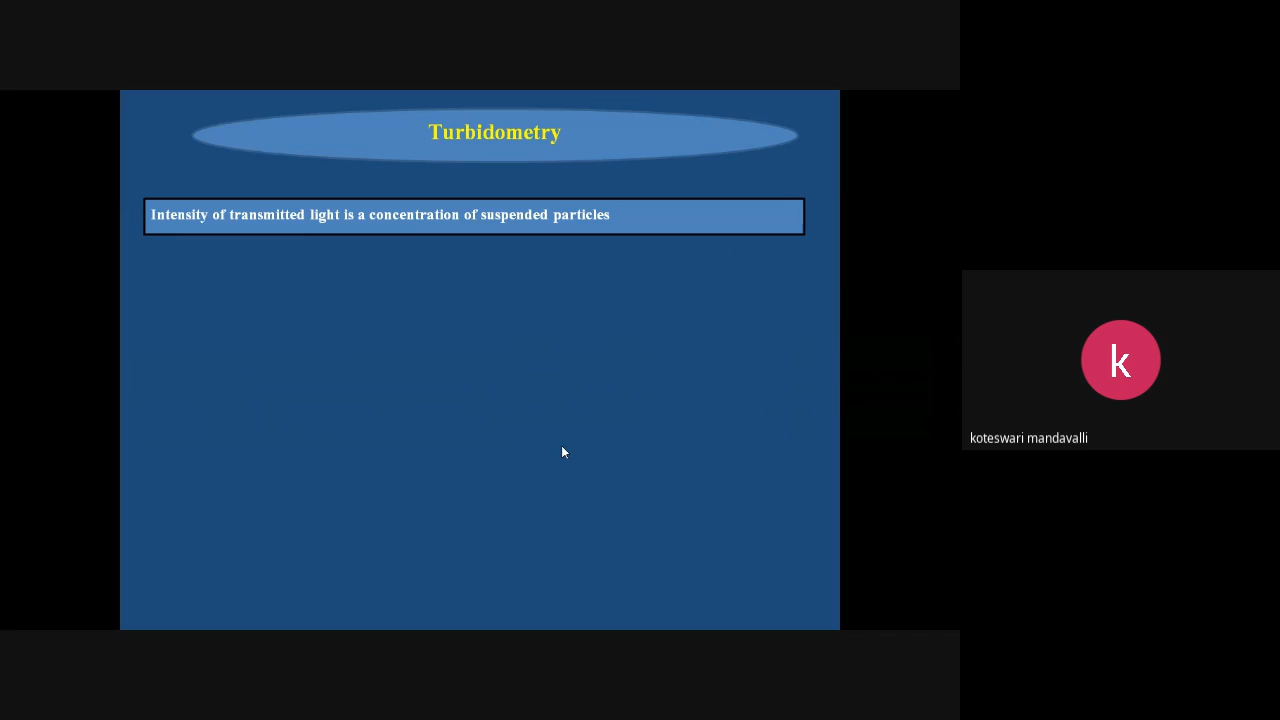 Turbidometry
Intensity of transmitted light is a concentration of suspended particles
k
koteswari mandavalli